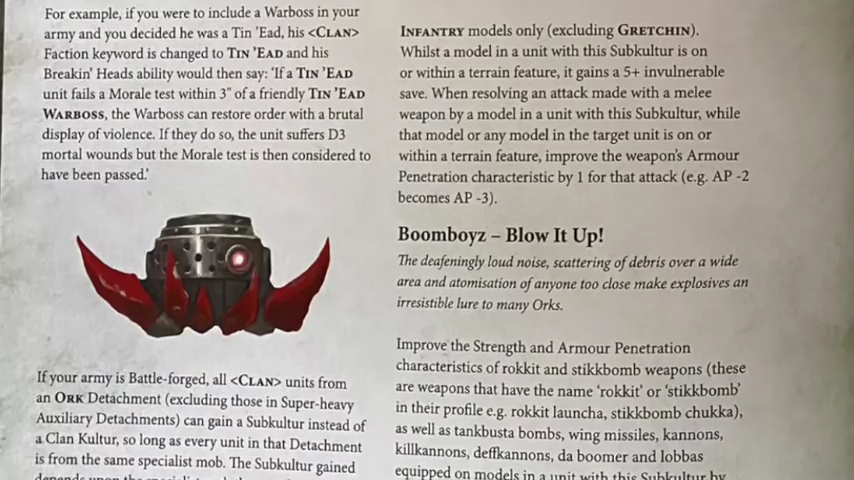 For example, if you were to include a Warboss in your
army and you decided he was a Tin 'Ead, his <CLAN>
Faction keyword is changed to TIN 'EAD and his
Breakin' Heads ability would then say: 'If a TIN 'EAD
unit fails a Morale test within 3" of a friendly TIN 'EAD
WARBOSS, the Warboss can restore order with a brutal
display of violence. If they do so, the unit suffers D3
mortal wounds but the Morale test is then considered to
have been passed.'
If your army is Battle-forged, all <CLAN> units from
an ORK Detachment (excluding those in Super-heavy
Auxiliary Detachments) can gain a Subkultur instead of
a Clan Kultur, so long as every unit in that Detachment
is from the same specialist mob. The Subkultur gained
INFANTRY models only (excluding GRETCHIN).
Whilst a model in a unit with this Subkultur is on
or within a terrain feature, it gains a 5+ invulnerable
save. When resolving an attack made with a melee
weapon by a model in a unit with this Subkultur, while
that model or any model in the target unit is on or
within a terrain feature, improve the weapon's Armour
Penetration characteristic by 1 for that attack (e.g. AP -2
becomes AP -3).
Boomboyz – Blow It Up!
The deafeningly loud noise, scattering of debris over a wide
area and atomisation of anyone too close make explosives an
irresistible lure to many Orks.
Improve the Strength and Armour Penetration
characteristics of rokkit and stikkbomb weapons (these
are weapons that have the name 'rokkit' or 'stikkbomb'
in their profile e.g. rokkit launcha, stikkbomb chukka),
as well as tankbusta bombs, wing missiles, kannons,
killkannons, deffkannons, da boomer and lobbas
equipped on models in a unit with this Subkultur by